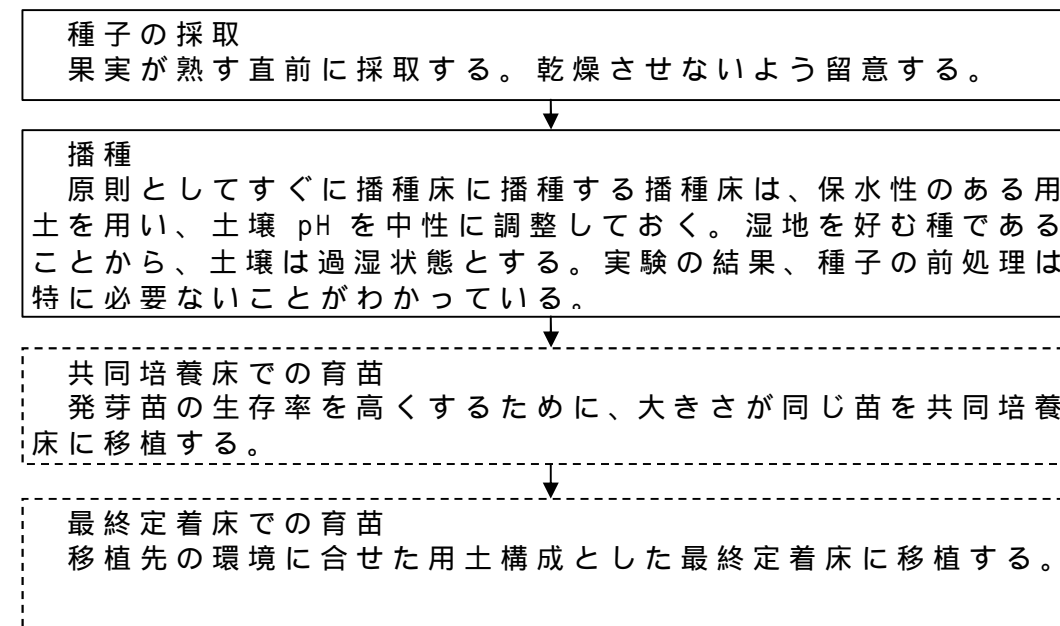 種子の採取
果実が熟す直前に採取する。乾燥させないよう留意する。
播種
原則としてすぐに播種床に播種する播種床は、保水性のある用
土を用い、土壌 pH を中性に調整しておく。湿地を好む種である
ことから、土壌は過湿状態とする。実験の結果、種子の前処理は
特に必要ないことがわかっている。
共同培養床での育苗
発芽苗の生存率を高くするために、大きさが同じ苗を共同培養
床に移植する。
最終定着床での育苗
移植先の環境に合せた用土構成とした最終定着床に移植する。